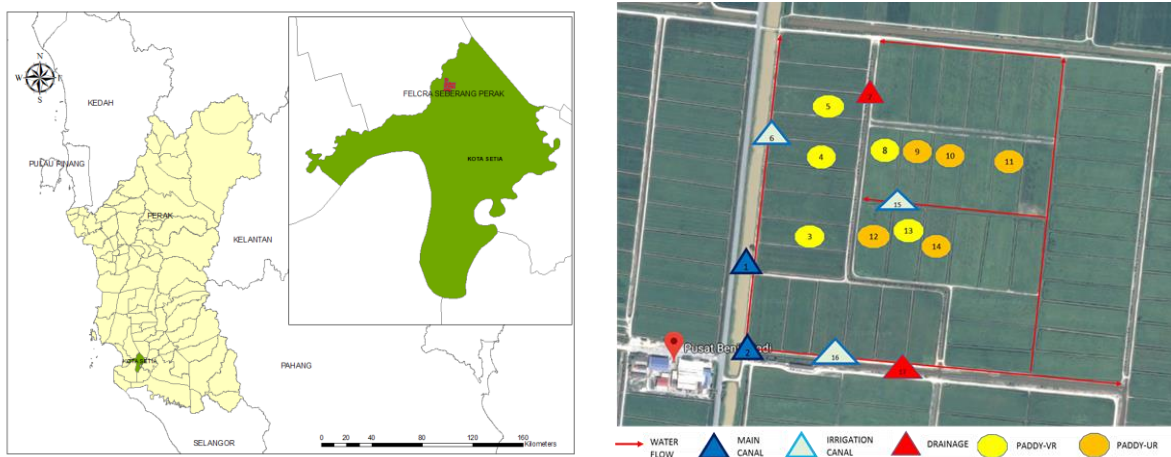 N
W
E
S
KEDAH
PULAU PINANG
PERAK
KELANTAN
KOTA SETIA
PAHANG
SELANGOR
FELCRA SEBERANG PERAK
KOTA SETIA
0 20 40 80 120 160
Kilometers
5
7
6
4
8
9
10
11
15
3
12
13
14
1
2
16
17
Pusat
WATER FLOW
MAIN CANAL
IRRIGATION CANAL
DRAINAGE
PADDY-VR
PADDY-UR